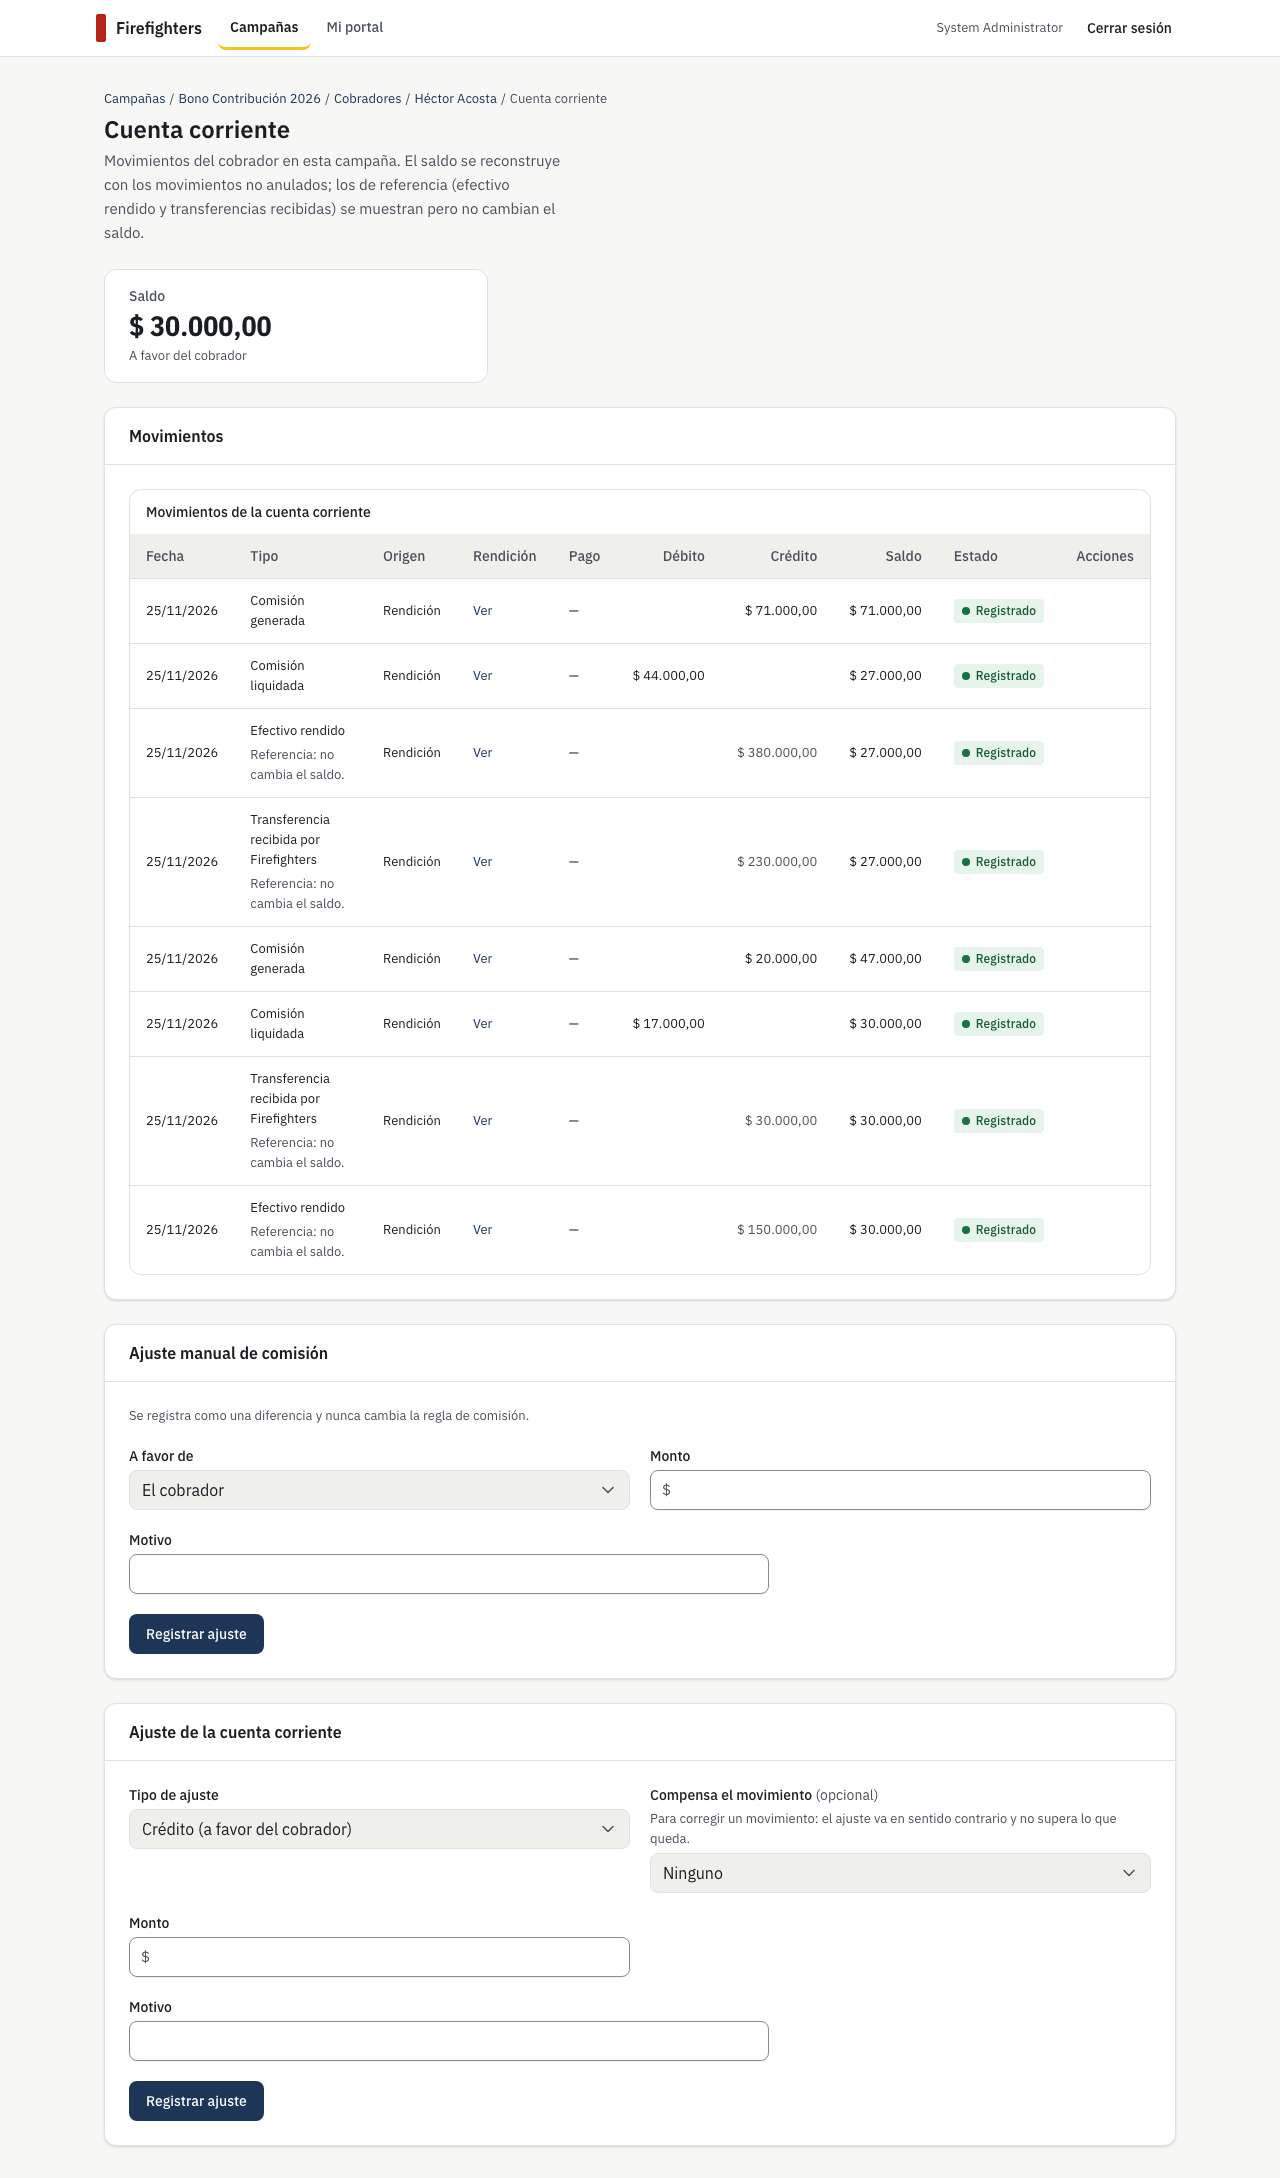 Firefighters Campañas Mi portal System Administrator Cerrar sesión
Campañas / Bono Contribución 2026 / Cobradores / Héctor Acosta / Cuenta corriente
Cuenta corriente
Movimientos del cobrador en esta campaña. El saldo se reconstruye
con los movimientos no anulados; los de referencia (efectivo
rendido y transferencias recibidas) se muestran pero no cambian el
saldo.
Saldo
$ 30.000,00
A favor del cobrador
Movimientos
Movimientos de la cuenta corriente
Fecha Tipo Origen Rendición Pago Débito Crédito Saldo Estado Acciones
25/11/2026 Comisión generada Rendición Ver — $ 71.000,00 $ 71.000,00 Registrado
25/11/2026 Comisión liquidada Rendición Ver — $ 44.000,00 $ 27.000,00 Registrado
25/11/2026 Efectivo rendido Referencia: no cambia el saldo. Rendición Ver — $ 380.000,00 $ 27.000,00 Registrado
25/11/2026 Transferencia recibida por Firefighters Referencia: no cambia el saldo. Rendición Ver — $ 230.000,00 $ 27.000,00 Registrado
25/11/2026 Comisión generada Rendición Ver — $ 20.000,00 $ 47.000,00 Registrado
25/11/2026 Comisión liquidada Rendición Ver — $ 17.000,00 $ 30.000,00 Registrado
25/11/2026 Transferencia recibida por Firefighters Referencia: no cambia el saldo. Rendición Ver — $ 30.000,00 $ 30.000,00 Registrado
25/11/2026 Efectivo rendido Referencia: no cambia el saldo. Rendición Ver — $ 150.000,00 $ 30.000,00 Registrado
Ajuste manual de comisión
Se registra como una diferencia y nunca cambia la regla de comisión.
A favor de Monto
El cobrador $
Motivo
Registrar ajuste
Ajuste de la cuenta corriente
Tipo de ajuste
Crédito (a favor del cobrador)
Compensa el movimiento (opcional)
Para corregir un movimiento: el ajuste va en sentido contrario y no supera lo que
queda.
Ninguno
Monto
$
Motivo
Registrar ajuste